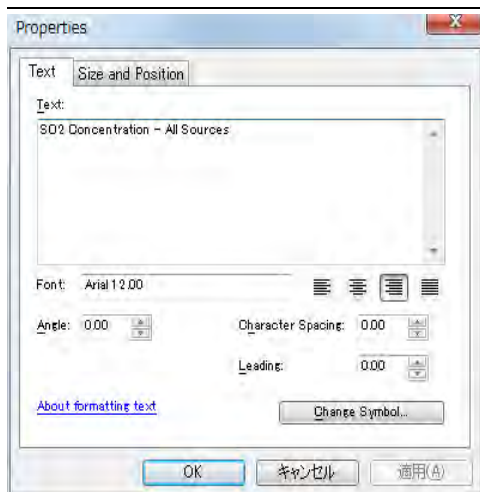 Properties
Text Size and Position
Text:
SO2 Concentration - All Sources
Font: Arial 12.00
Angle: 0.00 Character Spacing: 0.00
Leading: 0.00
About formatting text Change Symbol...
OK キャンセル 適用(A)